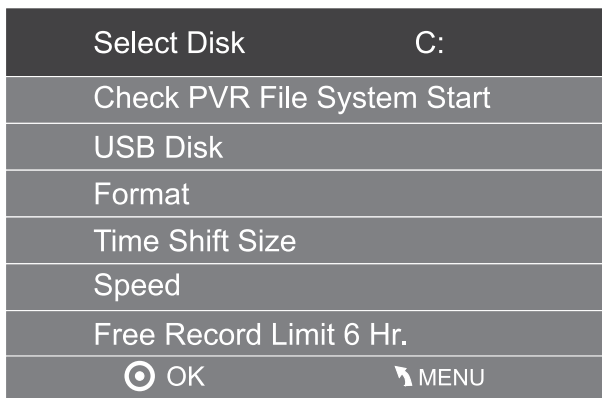 Select Disk C:
Check PVR File System Start
USB Disk
Format
Time Shift Size
Speed
Free Record Limit 6 Hr.
OK MENU